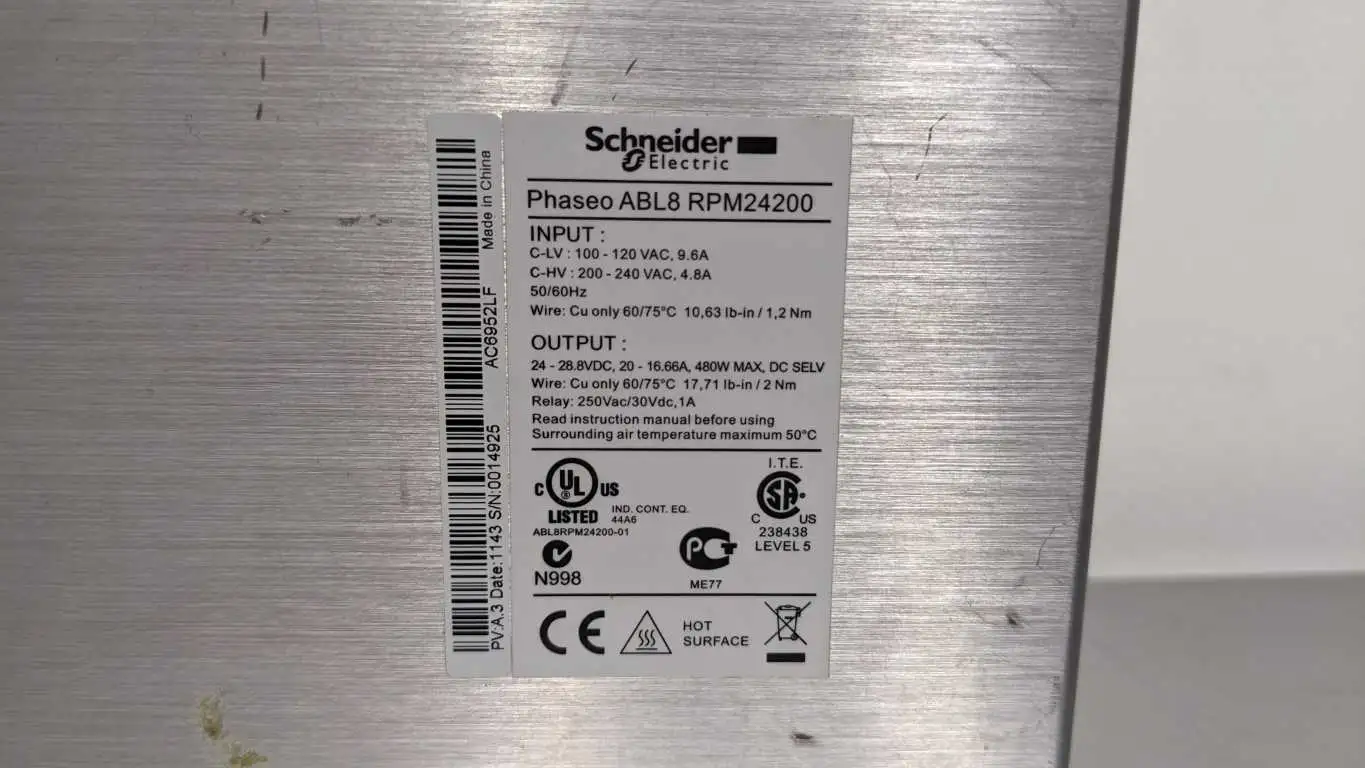 Schneider
Electric
Phaseo ABL8 RPM24200
INPUT :
C-LV : 100 - 120 VAC, 9.6A
C-HV : 200 - 240 VAC, 4.8A
50/60Hz
Wire: Cu only 60/75°C 10,63 lb-in / 1,2 Nm
OUTPUT :
24 - 28.8VDC, 20 - 16.66A, 480W MAX, DC SELV
Wire: Cu only 60/75°C 17,71 lb-in / 2 Nm
Relay: 250Vac/30Vdc,1A
Read instruction manual before using
Surrounding air temperature maximum 50°C
C UL US
LISTED
IND. CONT. EQ.
44A6
ABL8RPM24200-01
N998
PCT
ME77
I.T.E.
SA
C US
238438
LEVEL 5
CE
HOT
SURFACE
PV:A.3 Date:1143 S/N:0014925 AC6952LF Made in China